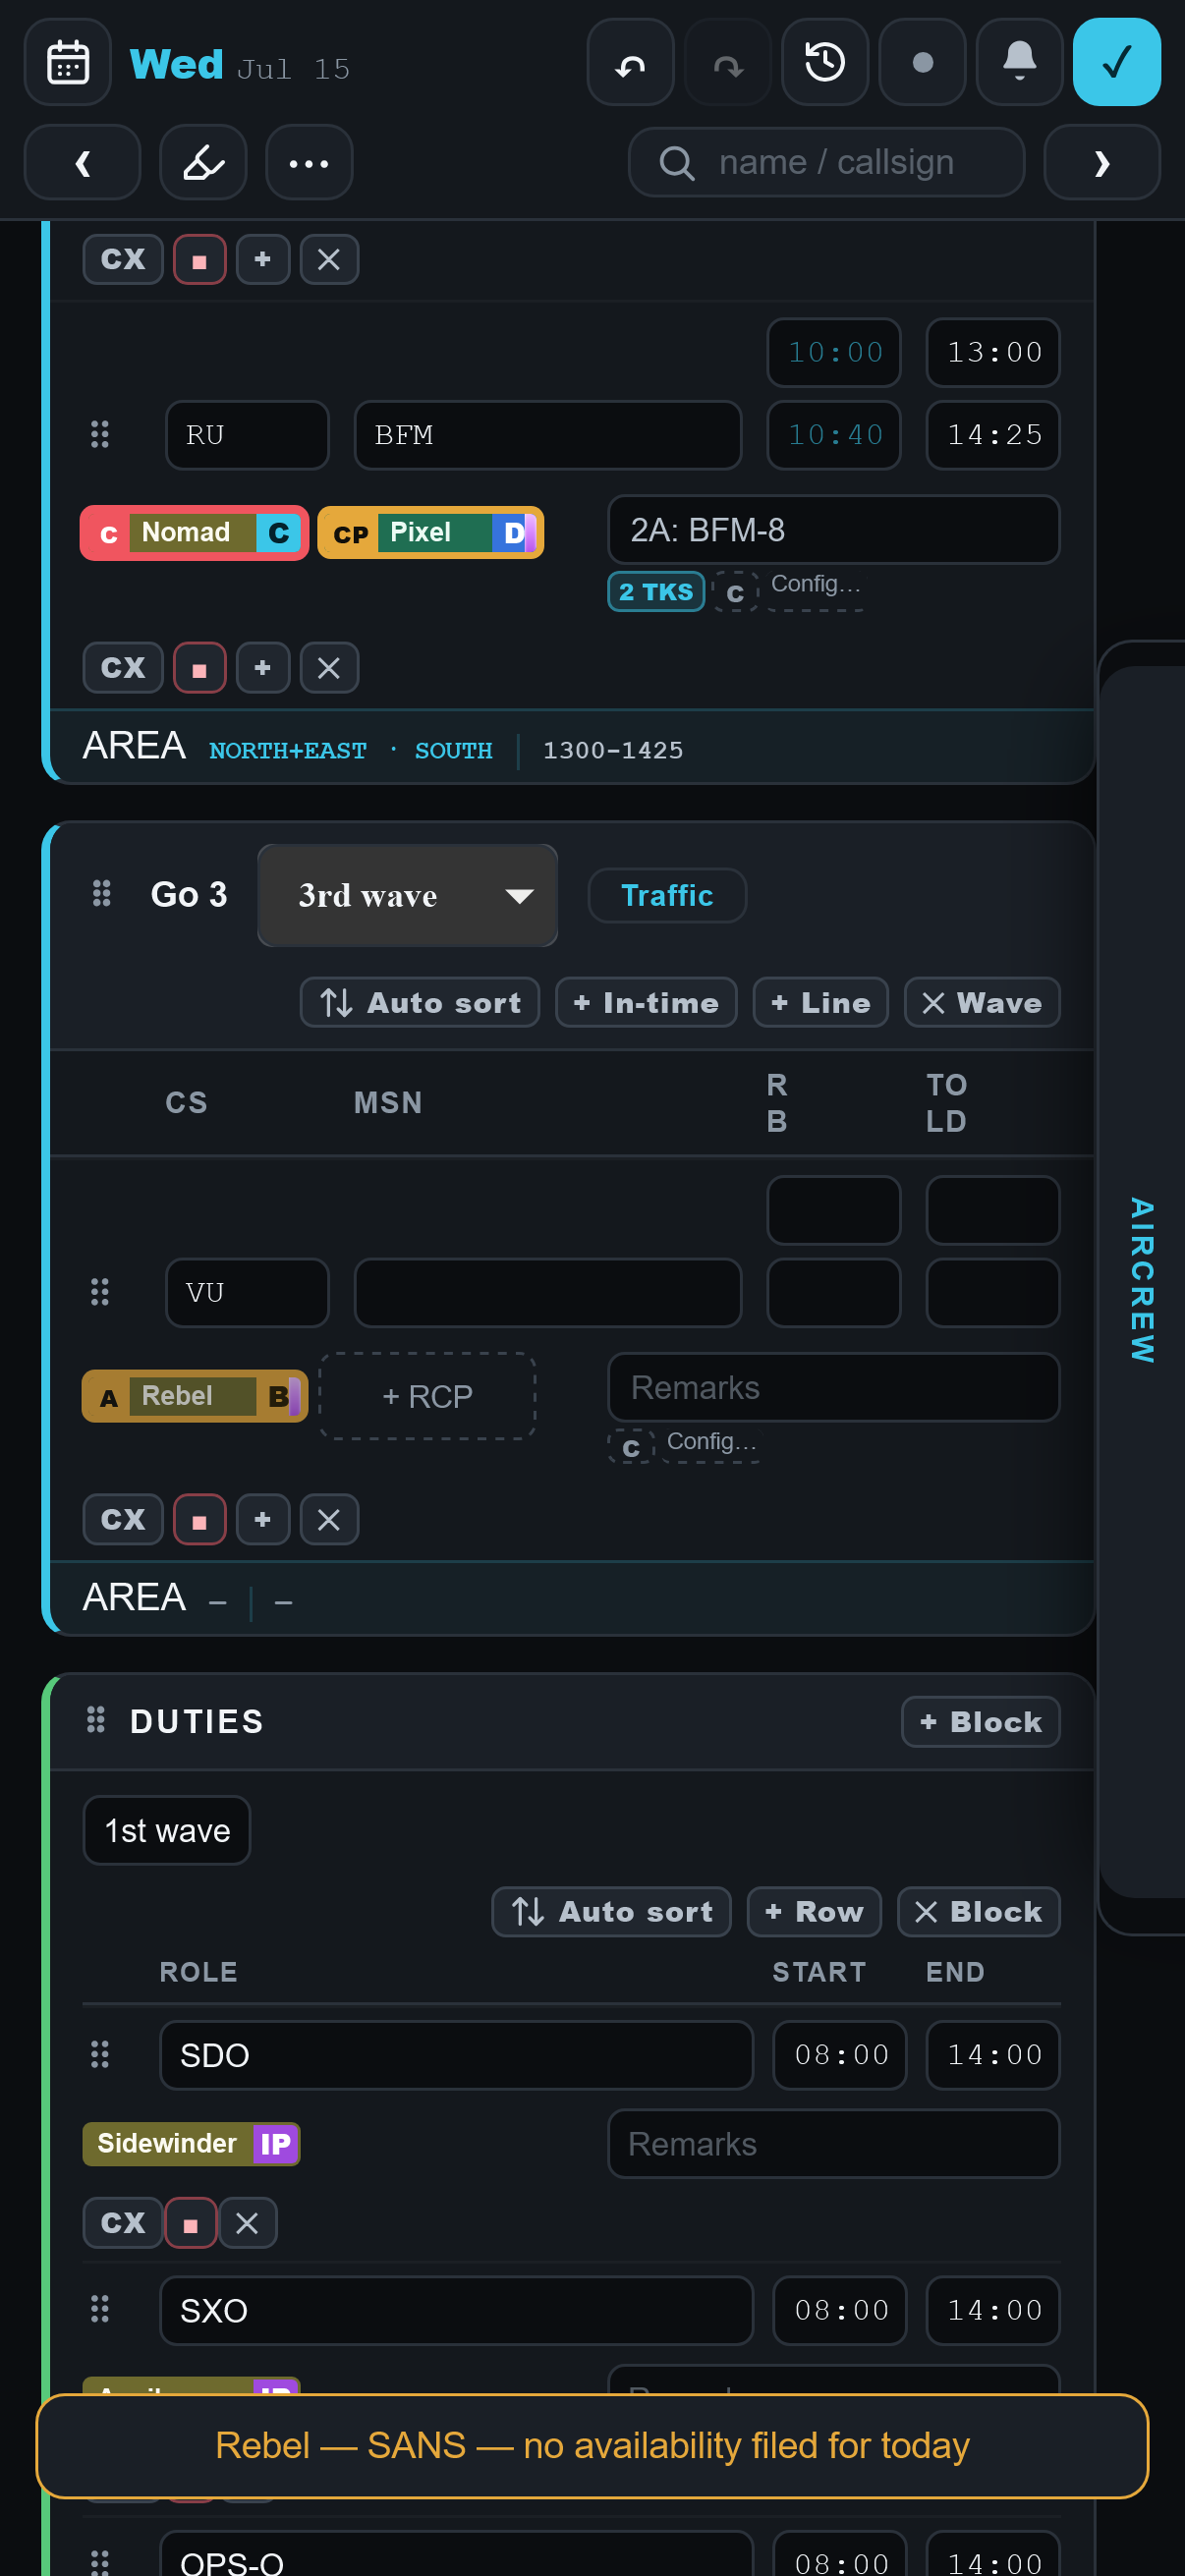 Wed Jul 15
name / callsign
CX
10:00 13:00
RU BFM 10:40 14:25
C Nomad C CP Pixel D 2A: BFM-8
2 TKS C Config...
CX
AREA NORTH+EAST · SOUTH 1300-1425
Go 3 3rd wave Traffic
Auto sort + In-time + Line × Wave
CS MSN R TO
B LD
VU
A Rebel B + RCP Remarks
C Config...
CX
AREA — | —
AIRCREW
DUTIES + Block
1st wave
Auto sort + Row × Block
ROLE START END
SDO 08:00 14:00
Sidewinder IP Remarks
CX
SXO 08:00 14:00
Rebel — SANS — no availability filed for today
OPS-O 08:00 14:00